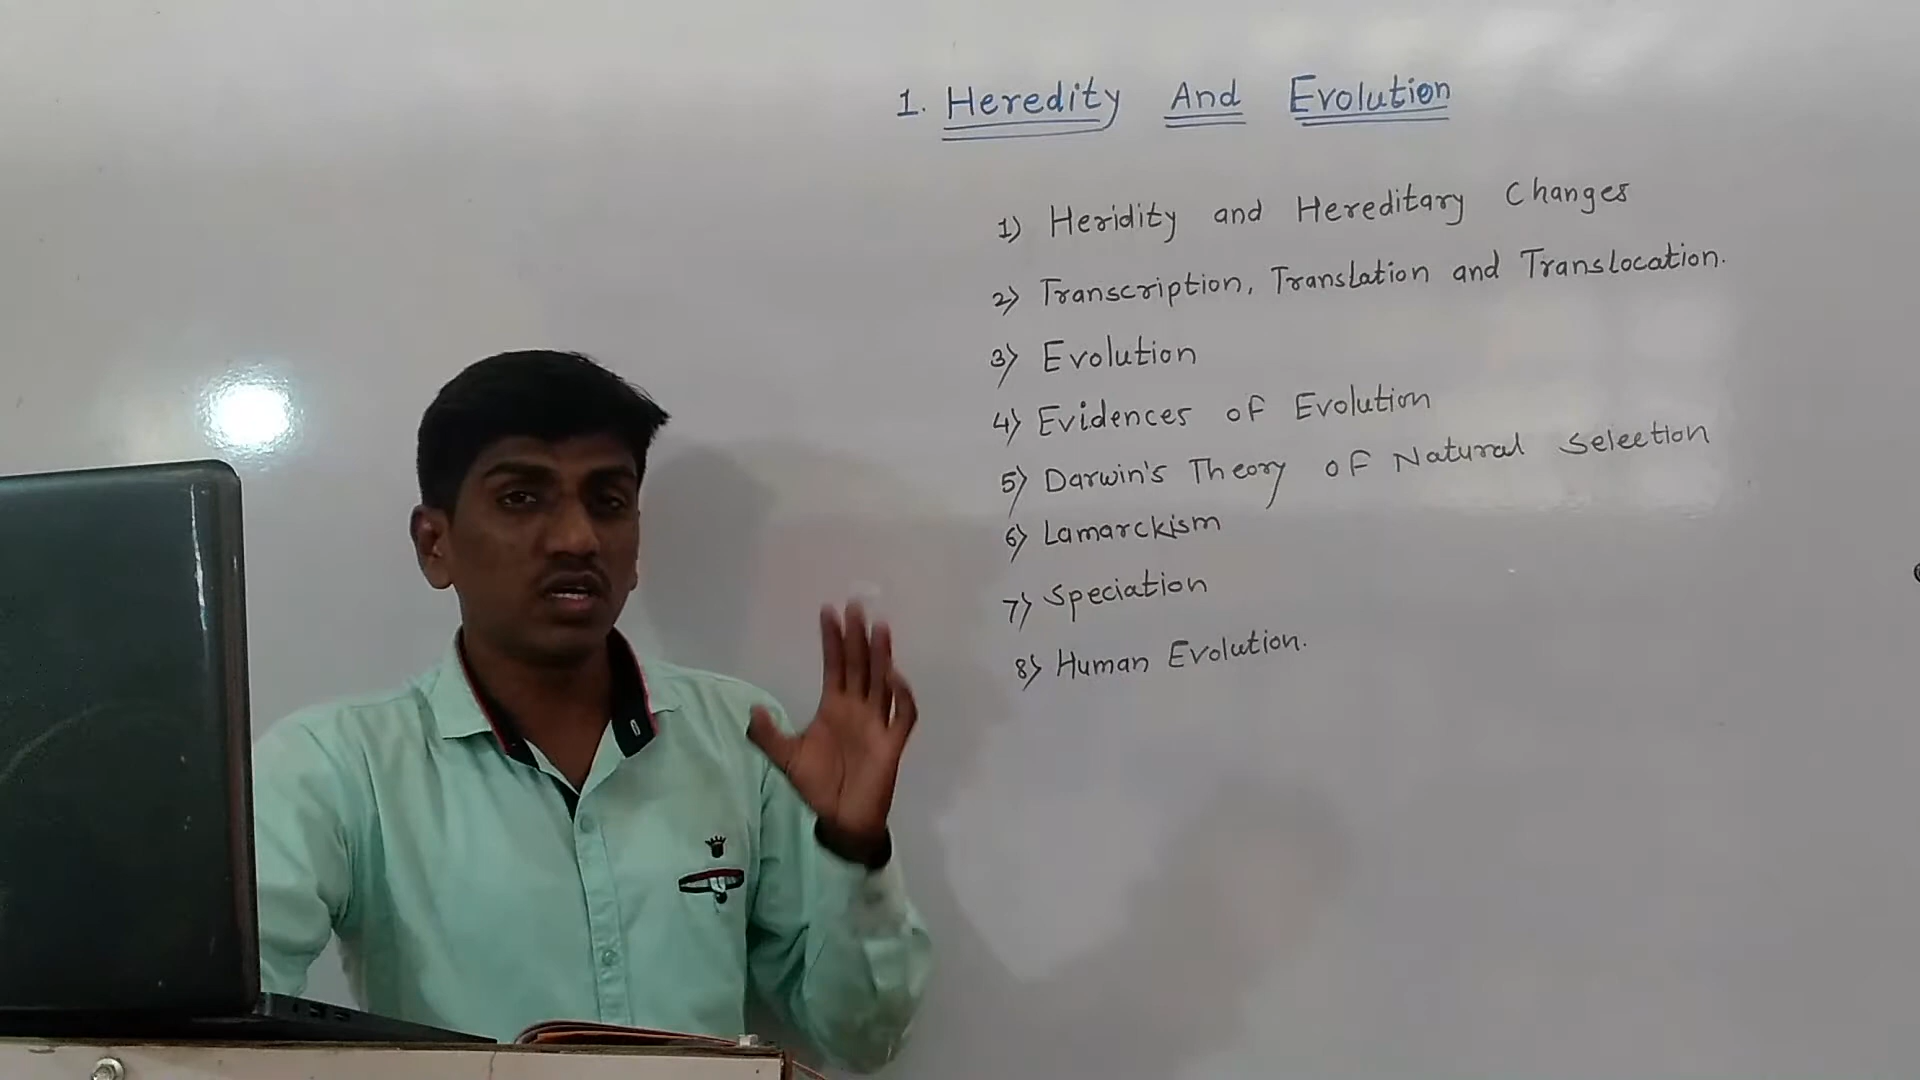 1. Heredity And Evolution
1) Heridity and Hereditary Changes
2) Transcription, Translation and Translocation.
3) Evolution
4) Evidences of Evolution
5) Darwin's Theory of Natural Selection
6) Lamarckism
7) Speciation
8) Human Evolution.